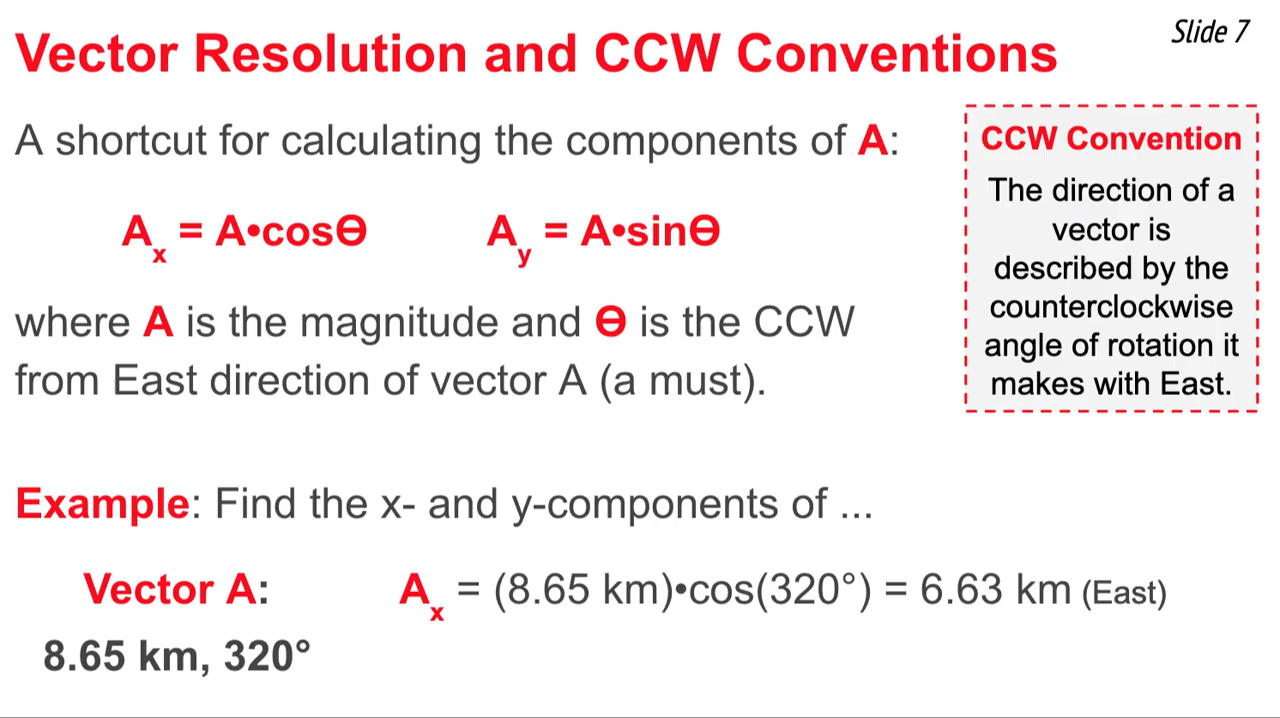 Slide 7
Vector Resolution and CCW Conventions
A shortcut for calculating the components of A:
Ax = A•cosƟ Ay = A•sinƟ
where A is the magnitude and Ɵ is the CCW
from East direction of vector A (a must).
CCW Convention
The direction of a
vector is
described by the
counterclockwise
angle of rotation it
makes with East.
Example: Find the x- and y-components of ...
Vector A: Ax = (8.65 km)•cos(320°) = 6.63 km (East)
8.65 km, 320°